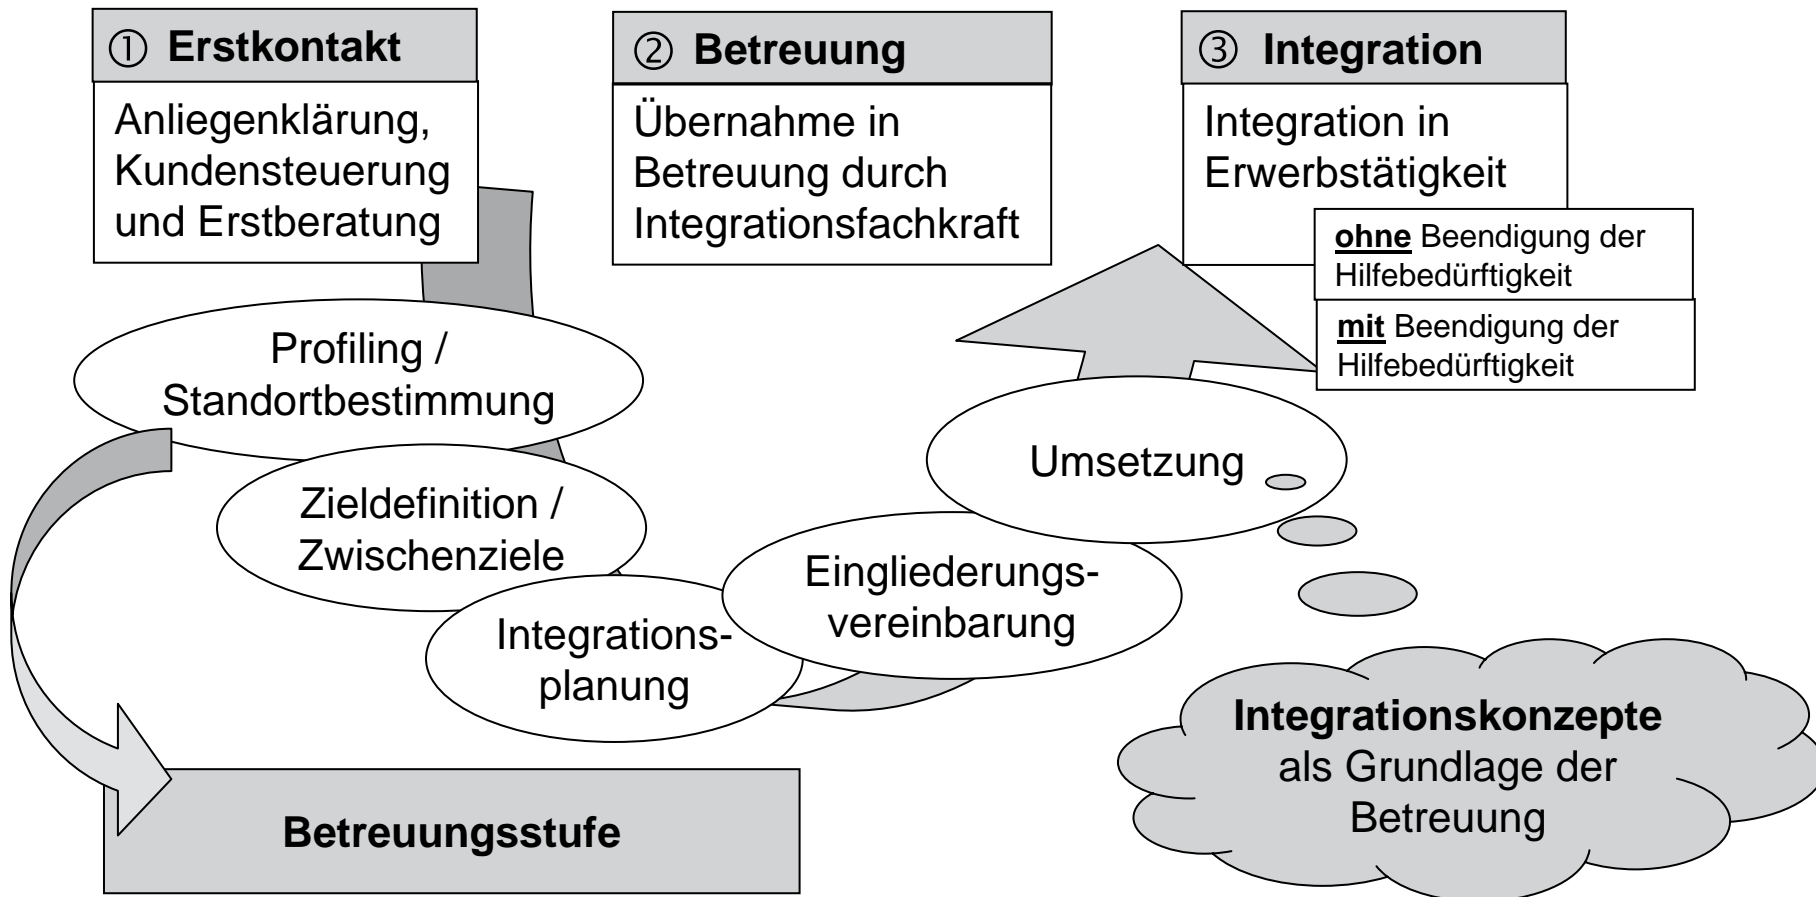 ① Erstkontakt
Anliegenklärung,
Kundensteuerung
und Erstberatung
② Betreuung
Übernahme in
Betreuung durch
Integrationsfachkraft
③ Integration
Integration in
Erwerbstätigkeit
ohne Beendigung der
Hilfebedürftigkeit
mit Beendigung der
Hilfebedürftigkeit
Profiling /
Standortbestimmung
Zieldefinition /
Zwischenziele
Integrations-
planung
Eingliederungs-
vereinbarung
Umsetzung
Betreuungsstufe
Integrationskonzepte
als Grundlage der
Betreuung